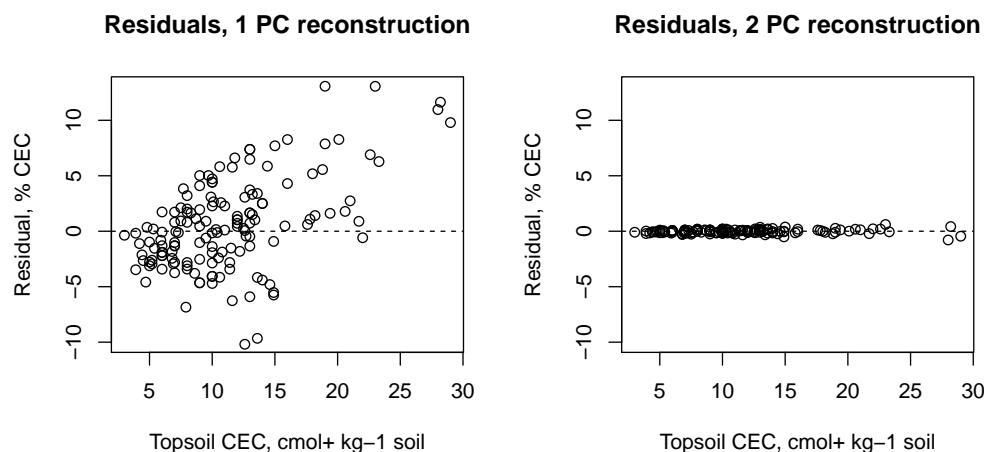 Residuals, 1 PC reconstruction
Residual, % CEC
10
5
0
−5
−10
5 10 15 20 25 30
Topsoil CEC, cmol+ kg−1 soil
Residuals, 2 PC reconstruction
Residual, % CEC
10
5
0
−5
−10
5 10 15 20 25 30
Topsoil CEC, cmol+ kg−1 soil